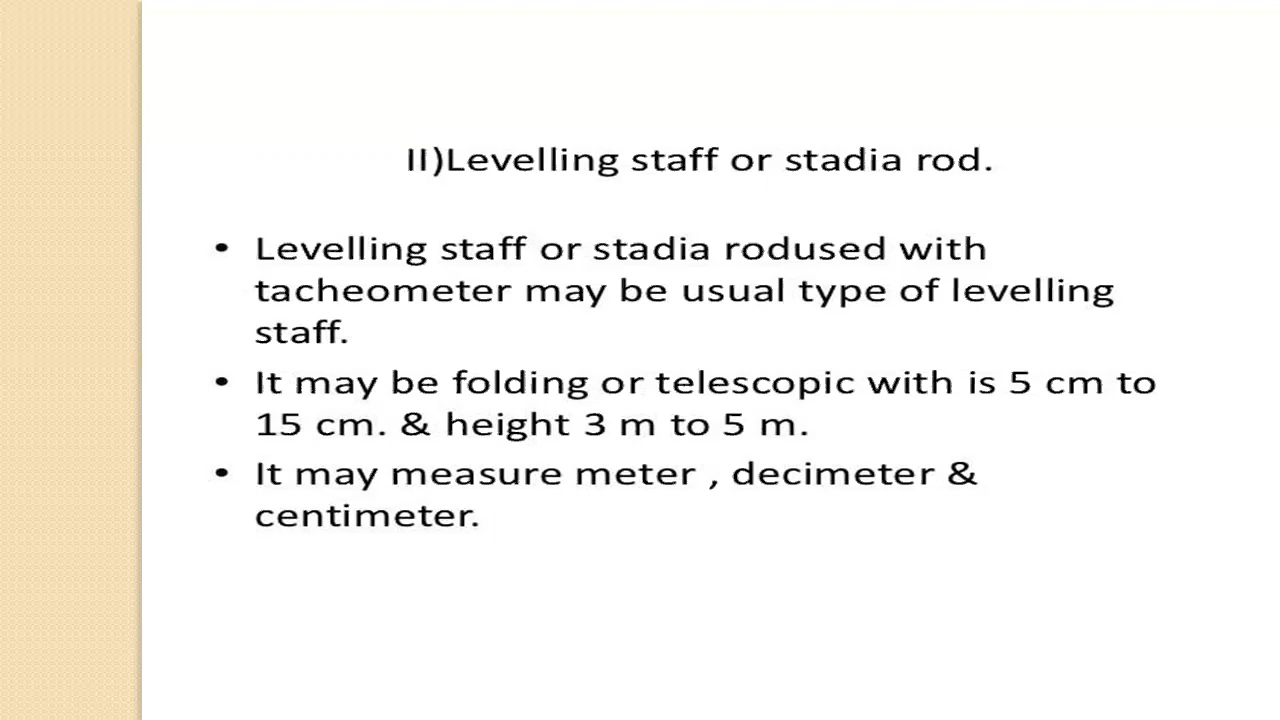 II)Levelling staff or stadia rod.
• Levelling staff or stadia rodused with
tacheometer may be usual type of levelling
staff.
• It may be folding or telescopic with is 5 cm to
15 cm. & height 3 m to 5 m.
• It may measure meter , decimeter &
centimeter.